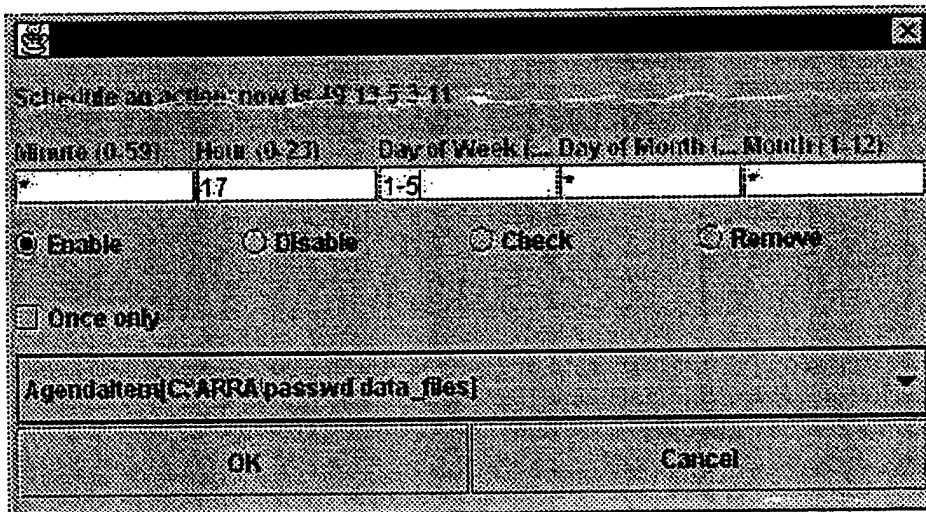 Schedule an action: now is 49 13 5 3 11
Minute (0-59) Hour (0-23) Day of Week (... Day of Month (... Month (1-12)
* 17 1-5 * *
Enable Disable Check Remove
Once only
AgendaItem[C:\ARRA\passwd data_files]
OK Cancel